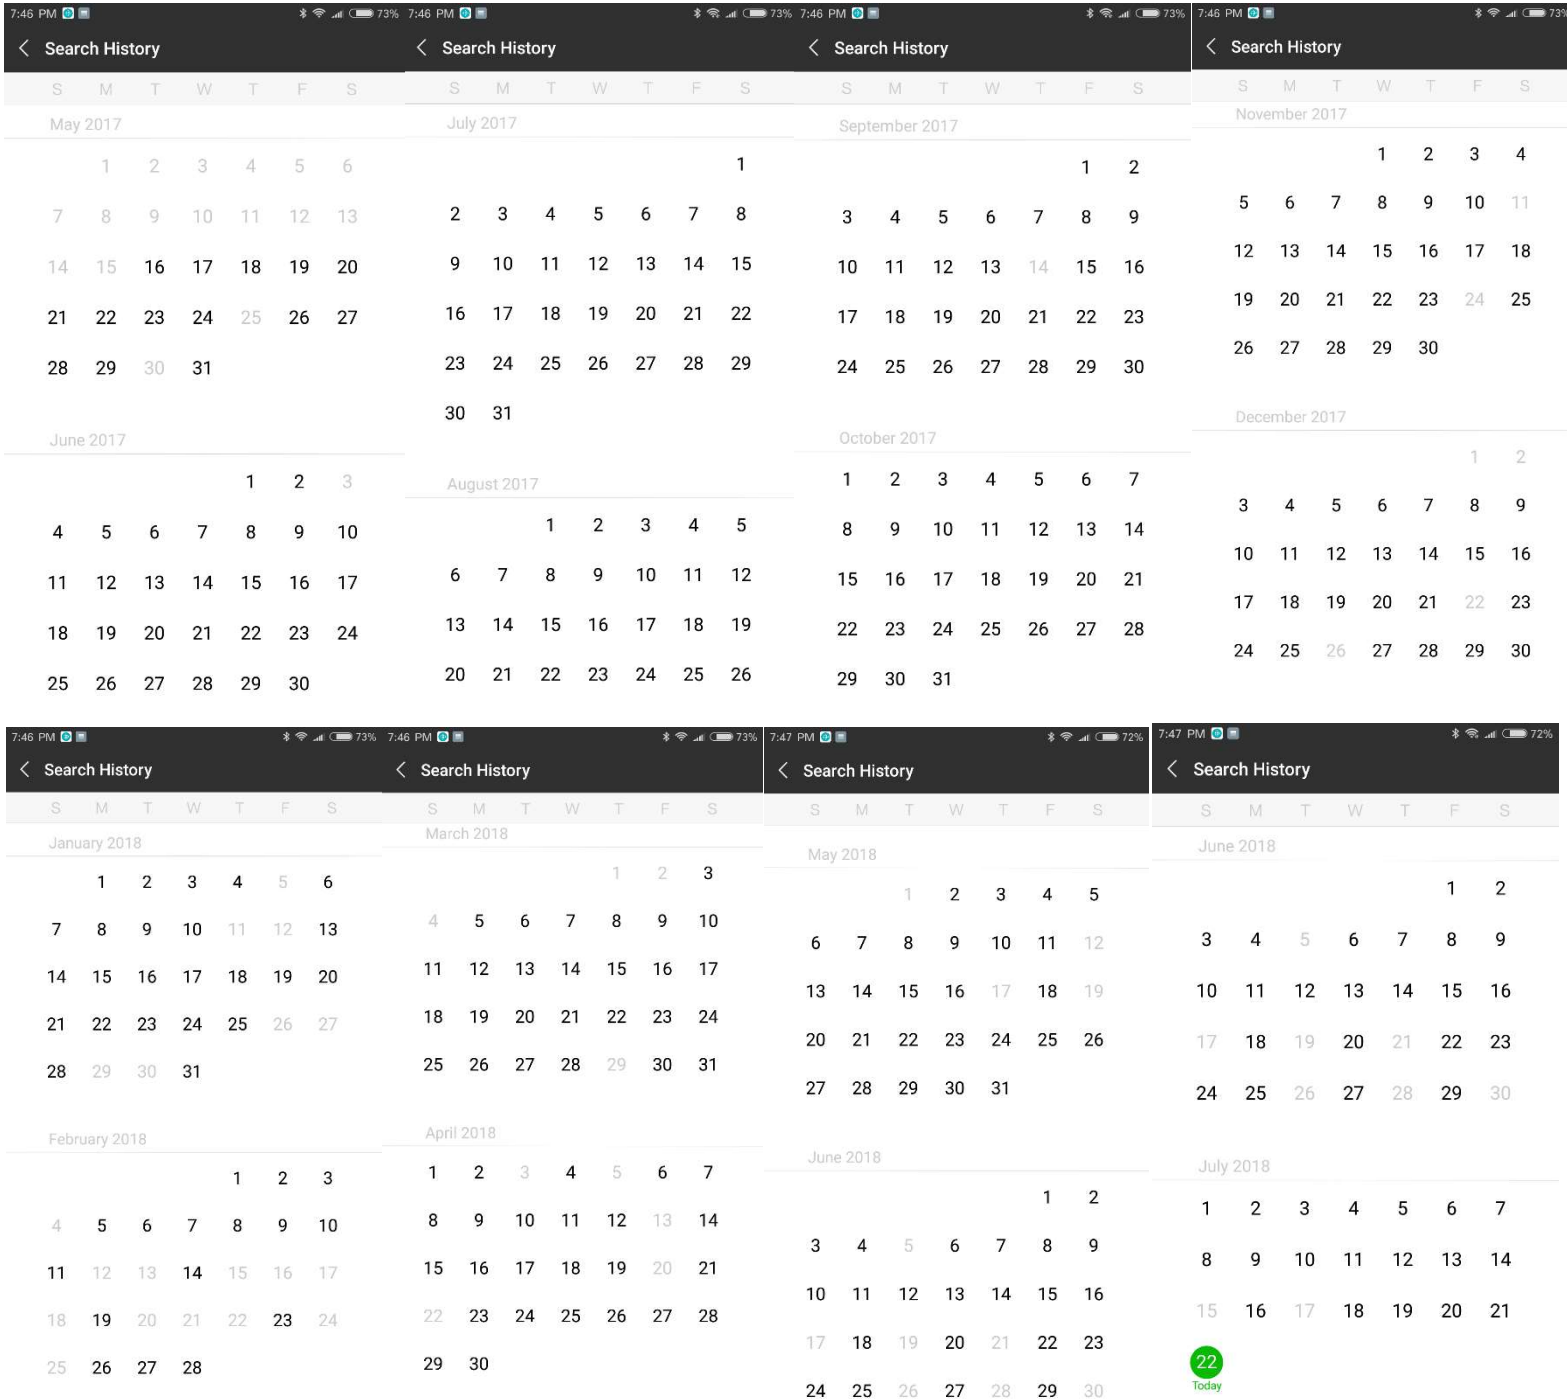 7:46 PM 73%
Search History
S M T W T F S
May 2017
1 2 3 4 5 6
7 8 9 10 11 12 13
14 15 16 17 18 19 20
21 22 23 24 25 26 27
28 29 30 31
June 2017
1 2 3
4 5 6 7 8 9 10
11 12 13 14 15 16 17
18 19 20 21 22 23 24
25 26 27 28 29 30
7:46 PM 73%
Search History
S M T W T F S
July 2017
1
2 3 4 5 6 7 8
9 10 11 12 13 14 15
16 17 18 19 20 21 22
23 24 25 26 27 28 29
30 31
August 2017
1 2 3 4 5
6 7 8 9 10 11 12
13 14 15 16 17 18 19
20 21 22 23 24 25 26
7:46 PM 73%
Search History
S M T W T F S
September 2017
1 2
3 4 5 6 7 8 9
10 11 12 13 14 15 16
17 18 19 20 21 22 23
24 25 26 27 28 29 30
October 2017
1 2 3 4 5 6 7
8 9 10 11 12 13 14
15 16 17 18 19 20 21
22 23 24 25 26 27 28
29 30 31
7:46 PM 73%
Search History
S M T W T F S
November 2017
1 2 3 4
5 6 7 8 9 10 11
12 13 14 15 16 17 18
19 20 21 22 23 24 25
26 27 28 29 30
December 2017
1 2
3 4 5 6 7 8 9
10 11 12 13 14 15 16
17 18 19 20 21 22 23
24 25 26 27 28 29 30
7:46 PM 73%
Search History
S M T W T F S
January 2018
1 2 3 4 5 6
7 8 9 10 11 12 13
14 15 16 17 18 19 20
21 22 23 24 25 26 27
28 29 30 31
February 2018
1 2 3
4 5 6 7 8 9 10
11 12 13 14 15 16 17
18 19 20 21 22 23 24
25 26 27 28
7:46 PM 73%
Search History
S M T W T F S
March 2018
1 2 3
4 5 6 7 8 9 10
11 12 13 14 15 16 17
18 19 20 21 22 23 24
25 26 27 28 29 30 31
April 2018
1 2 3 4 5 6 7
8 9 10 11 12 13 14
15 16 17 18 19 20 21
22 23 24 25 26 27 28
29 30
7:47 PM 72%
Search History
S M T W T F S
May 2018
1 2 3 4 5
6 7 8 9 10 11 12
13 14 15 16 17 18 19
20 21 22 23 24 25 26
27 28 29 30 31
June 2018
1 2
3 4 5 6 7 8 9
10 11 12 13 14 15 16
17 18 19 20 21 22 23
24 25 26 27 28 29 30
7:47 PM 72%
Search History
S M T W T F S
June 2018
1 2
3 4 5 6 7 8 9
10 11 12 13 14 15 16
17 18 19 20 21 22 23
24 25 26 27 28 29 30
July 2018
1 2 3 4 5 6 7
8 9 10 11 12 13 14
15 16 17 18 19 20 21
22
Today